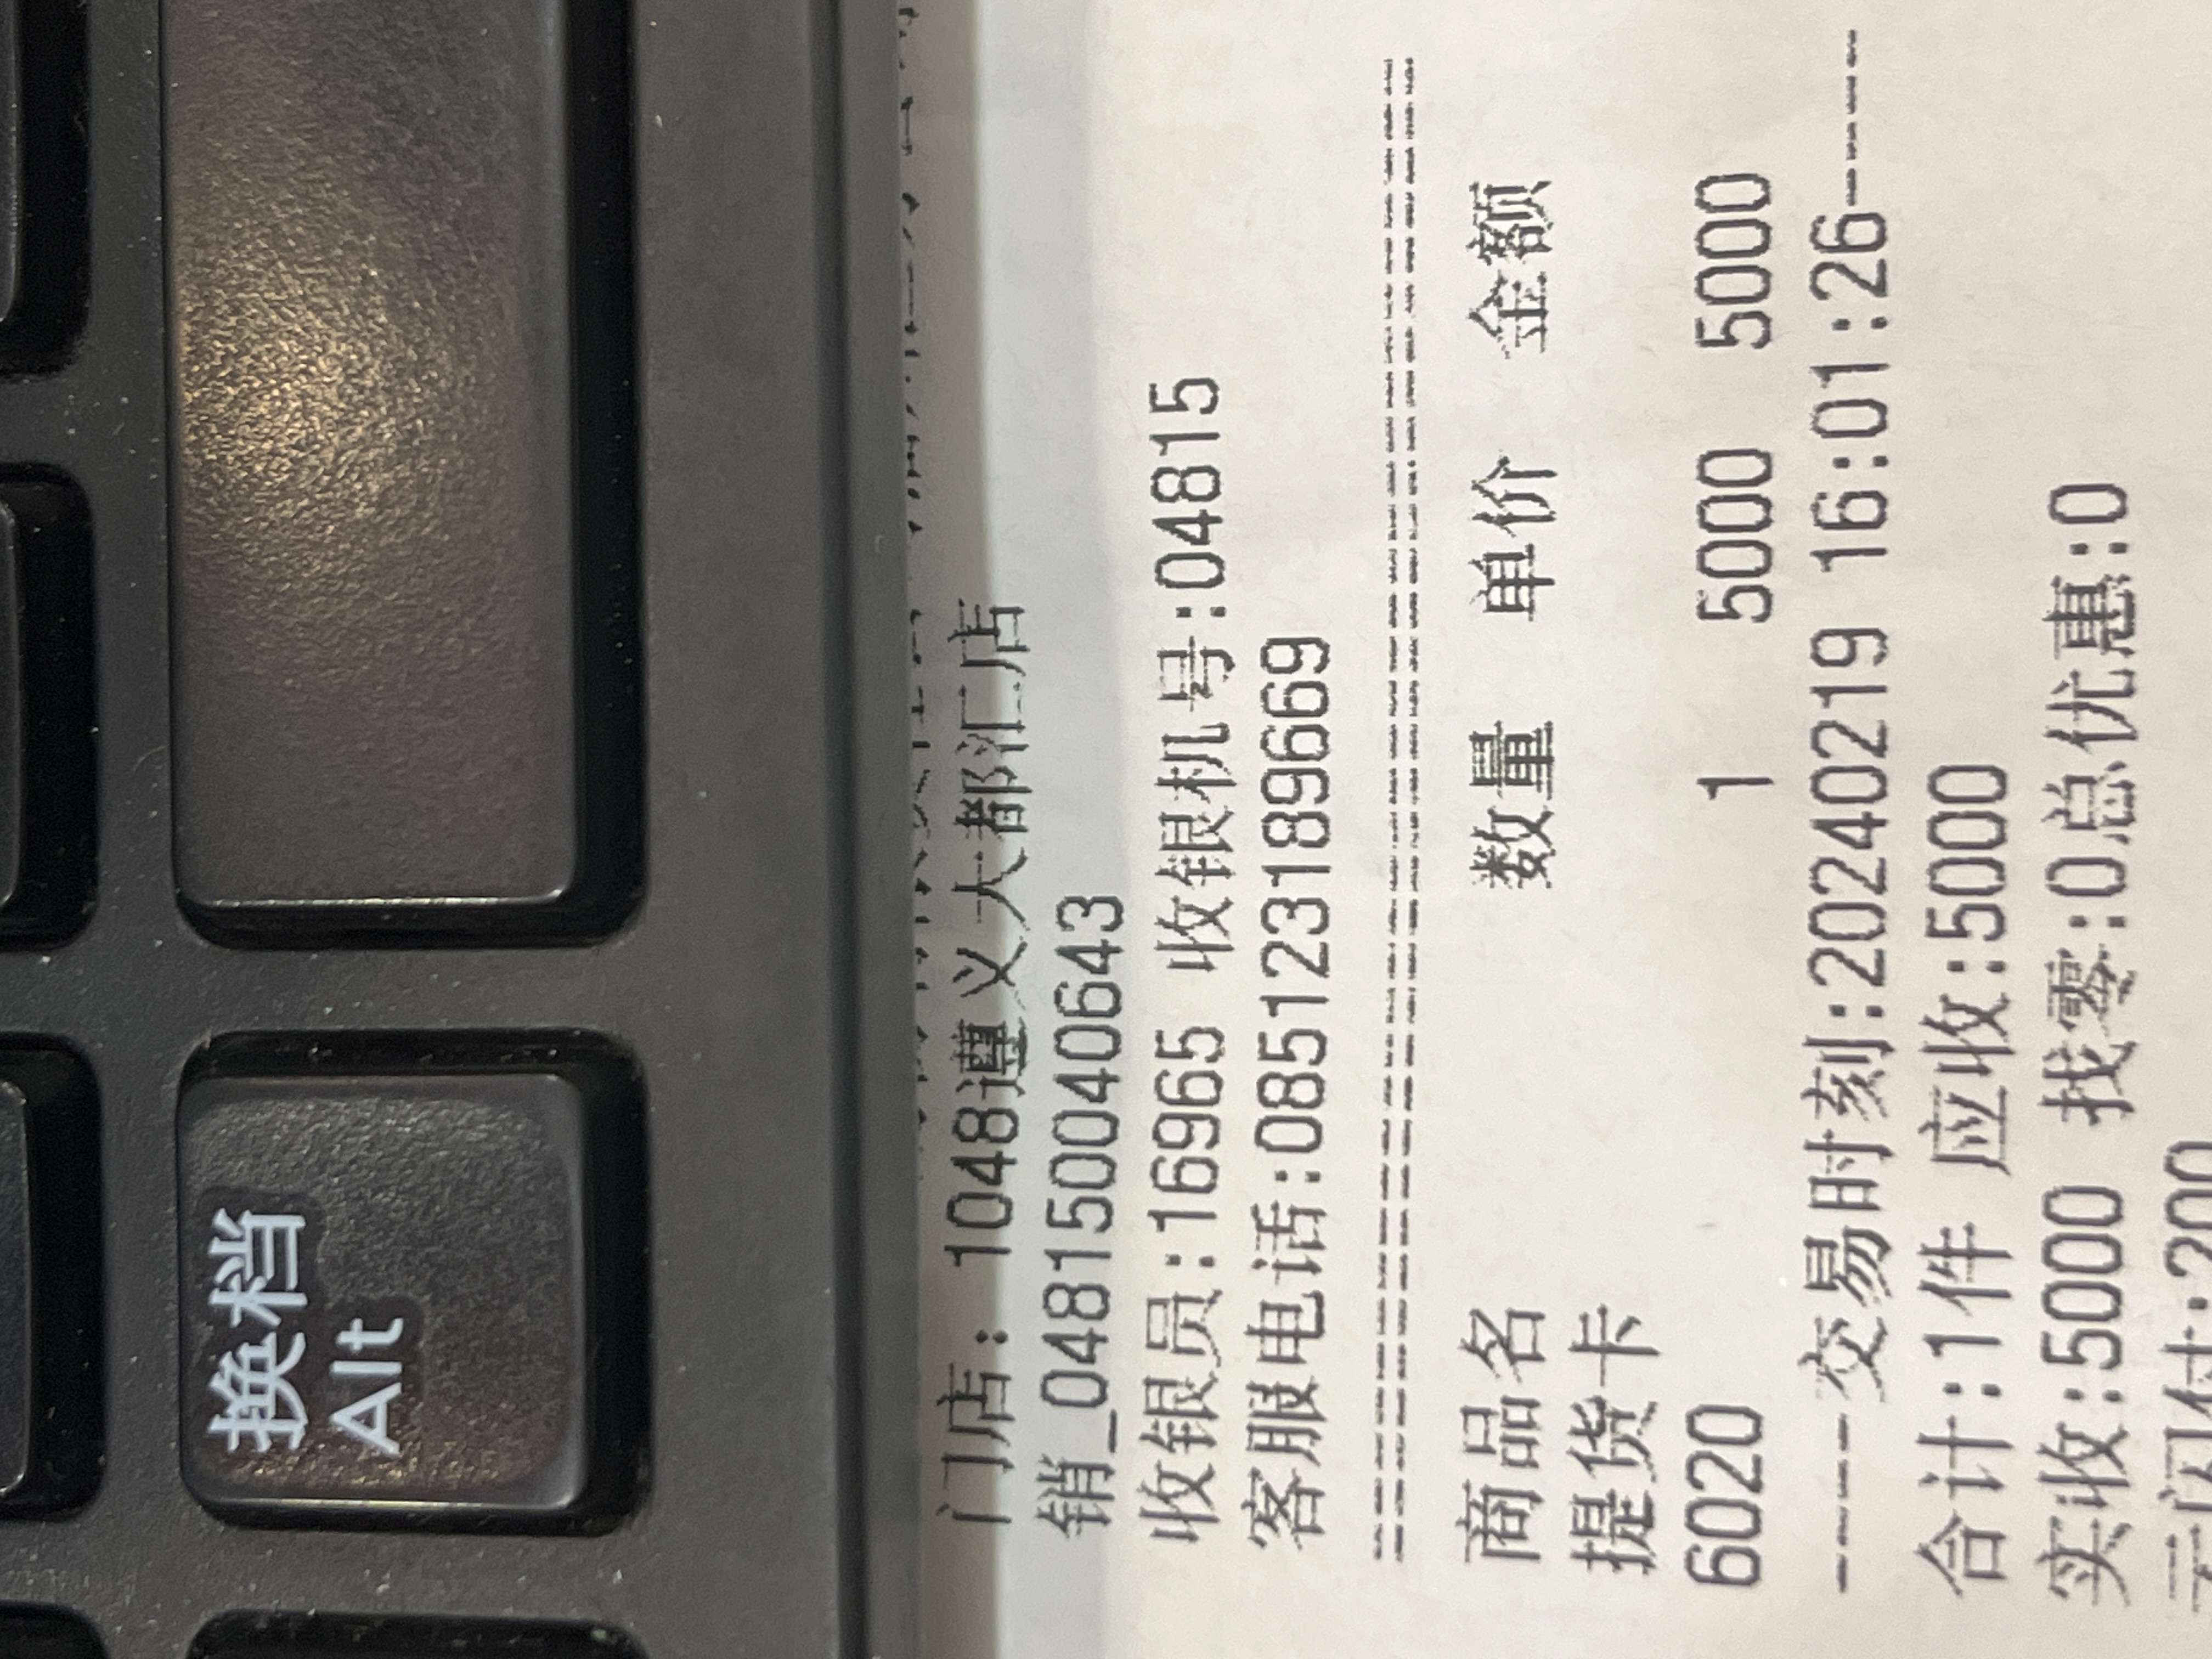 换档
Alt
门店: 1048遵义大都汇店
销_048150040643
收银员:16965 收银机号:04815
客服电话:085123189669
================================
商品名 数量 单价 金额
提货卡
6020 1 5000 5000
----交易时刻:20240219 16:01:26-----
合计:1件 应收:5000
实收:5000 找零:0总优惠:0
云闪付:200